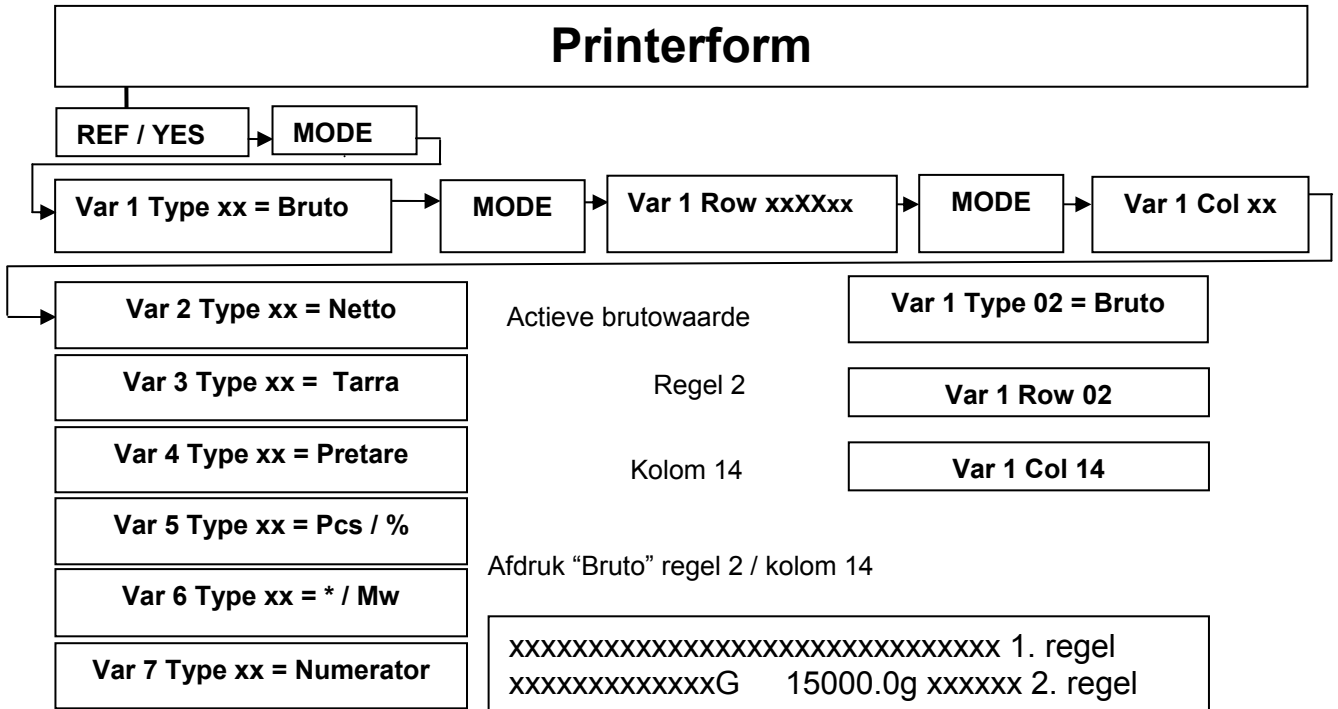 Printerform
REF / YES
MODE
Var 1 Type xx = Bruto
MODE
Var 1 Row xxXXxx
MODE
Var 1 Col xx
Var 2 Type xx = Netto
Actieve brutowaarde
Var 1 Type 02 = Bruto
Var 3 Type xx = Tarra
Regel 2
Var 1 Row 02
Var 4 Type xx = Pretare
Kolom 14
Var 1 Col 14
Var 5 Type xx = Pcs / %
Afdruk “Bruto” regel 2 / kolom 14
Var 6 Type xx = * / Mw
Var 7 Type xx = Numerator
xxxxxxxxxxxxxxxxxxxxxxxxxxxxxxx 1. regel
xxxxxxxxxxxxxG 15000.0g xxxxxx 2. regel